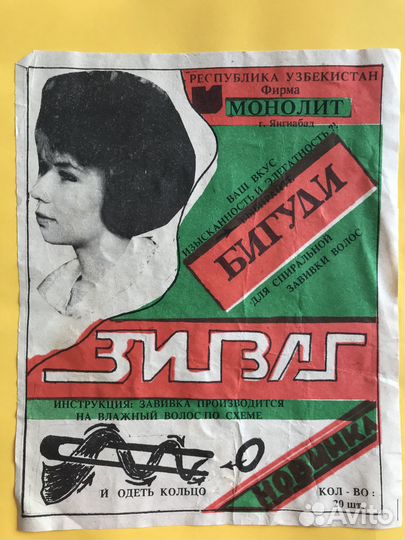 РЕСПУБЛИКА УЗБЕКИСТАН
Фирма
МОНОЛИТ
г. Янгиабад
ВАШ ВКУС
ИЗЫСКАННОСТЬ И ЭЛЕГАТНОСТЬ?!
БИГУДИ
ДЛЯ СПИРАЛЬНОЙ
ЗАВИВКИ ВОЛОС
ЗИГЗАГ
ИНСТРУКЦИЯ: ЗАВИВКА ПРОИЗВОДИТСЯ
НА ВЛАЖНЫЙ ВОЛОС ПО СХЕМЕ
И ОДЕТЬ КОЛЬЦО
НОВИНКА
КОЛ - ВО :
20 шт.
Avito